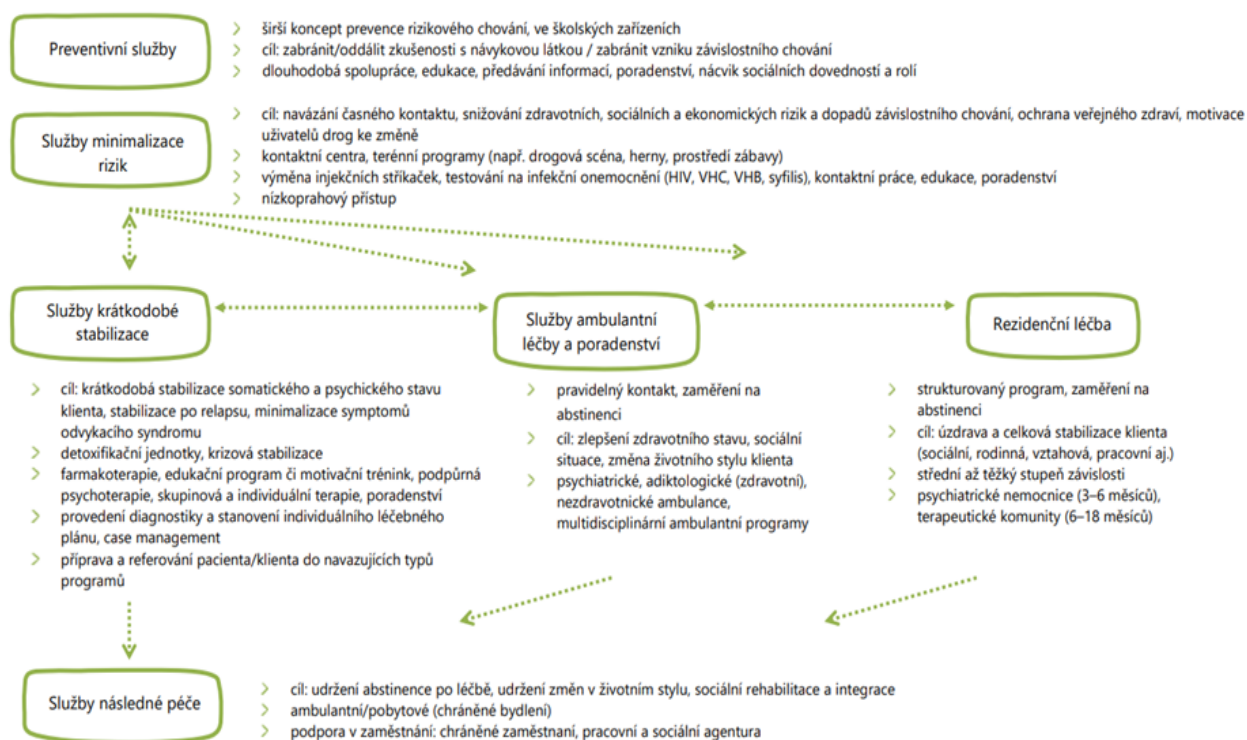 Preventivní služby
širší koncept prevence rizikového chování, ve školských zařízeních
cíl: zabránit/oddálit zkušenosti s návykovou látkou / zabránit vzniku závislostního chování
dlouhodobá spolupráce, edukace, předávání informací, poradenství, nácvik sociálních dovedností a rolí
Služby minimalizace
rizik
cíl: navázání časného kontaktu, snižování zdravotních, sociálních a ekonomických rizik a dopadů závislostního chování, ochrana veřejného zdraví, motivace
uživatelů drog ke změně
kontaktní centra, terénní programy (např. drogová scéna, herny, prostředí zábavy)
výměna injekčních stříkaček, testování na infekční onemocnění (HIV, VHC, VHB, syfilis), kontaktní práce, edukace, poradenství
nízkoprahový přístup
Služby krátkodobé
stabilizace
cíl: krátkodobá stabilizace somatického a psychického stavu
klienta, stabilizace po relapsu, minimalizace symptomů
odvykacího syndromu
detoxifikační jednotky, krizová stabilizace
farmakoterapie, edukační program či motivační trénink, podpůrná
psychoterapie, skupinová a individuální terapie, poradenství
provedení diagnostiky a stanovení individuálního léčebného
plánu, case management
příprava a referování pacienta/klienta do navazujících typů
programů
Služby ambulantní
léčby a poradenství
pravidelný kontakt, zaměření na
abstinenci
cíl: zlepšení zdravotního stavu, sociální
situace, změna životního stylu klienta
psychiatrické, adiktologické (zdravotní),
nezdravotnické ambulance,
multidisciplinární ambulantní programy
Rezidenční léčba
strukturovaný program, zaměření na
abstinenci
cíl: úzdrava a celková stabilizace klienta
(sociální, rodinná, vztahová, pracovní aj.)
střední až těžký stupeň závislosti
psychiatrické nemocnice (3–6 měsíců),
terapeutické komunity (6–18 měsíců)
Služby následné péče
cíl: udržení abstinence po léčbě, udržení změn v životním stylu, sociální rehabilitace a integrace
ambulantní/pobytové (chráněné bydlení)
podpora v zaměstnání: chráněné zaměstnaní, pracovní a sociální agentura